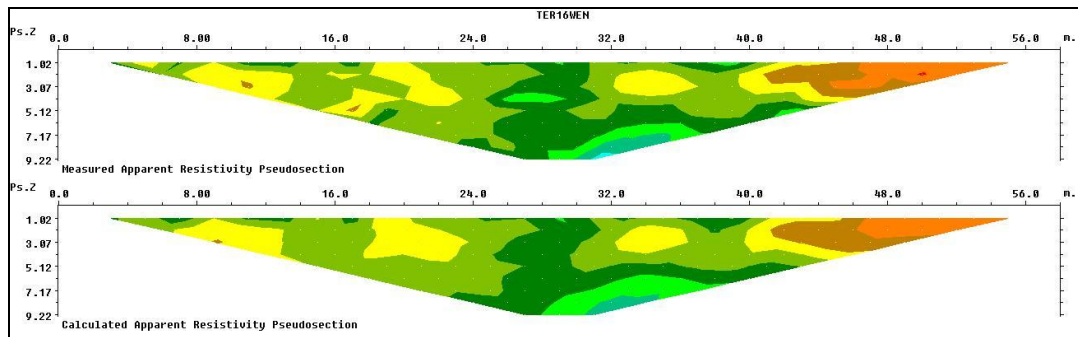 TER16WEN
Ps.Z 0.0 8.00 16.0 24.0 32.0 40.0 48.0 56.0 m.
1.02
3.07
5.12
7.17
9.22
Measured Apparent Resistivity Pseudosection
Ps.Z 0.0 8.00 16.0 24.0 32.0 40.0 48.0 56.0 m.
1.02
3.07
5.12
7.17
9.22
Calculated Apparent Resistivity Pseudosection